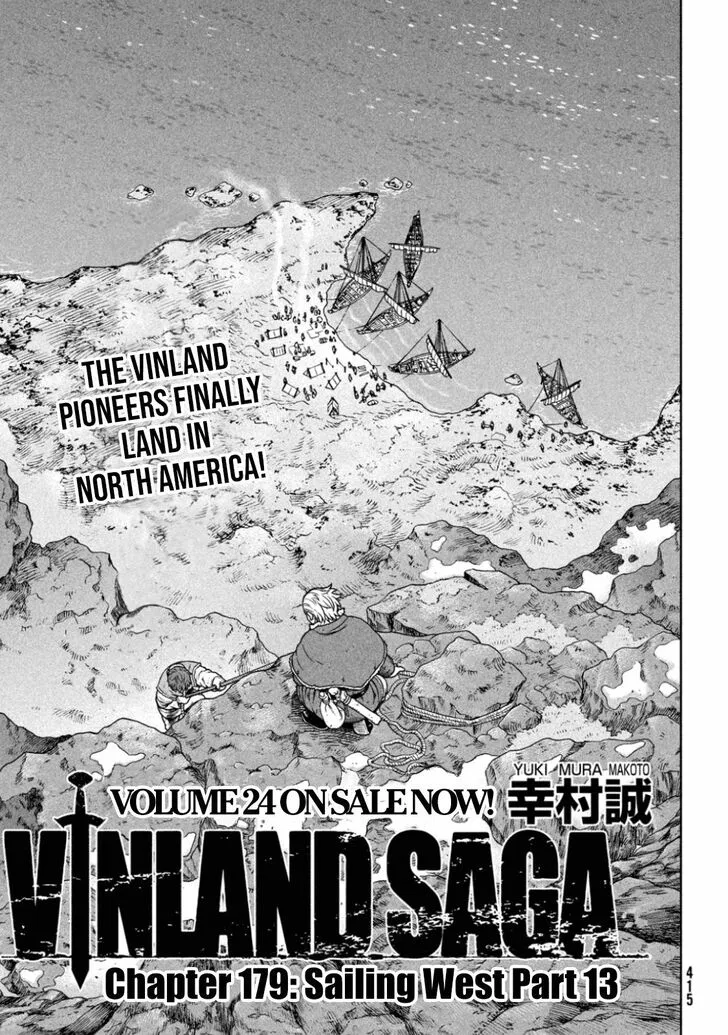 THE VINLAND
PIONEERS FINALLY
LAND IN
NORTH AMERICA!
YUKI MURA MAKOTO
VOLUME 24 ON SALE NOW! 幸村誠
VINLAND SAGA
Chapter 179: Sailing West Part 13
415